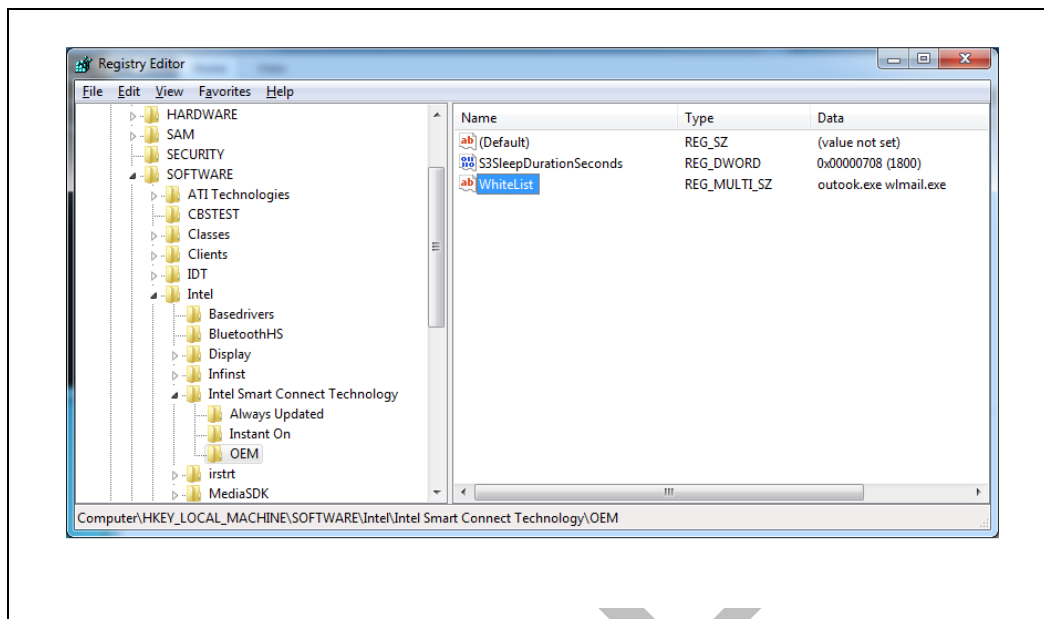 Registry Editor
File Edit View Favorites Help
HARDWARE
SAM
SECURITY
SOFTWARE
ATI Technologies
CBSTEST
Classes
Clients
IDT
Intel
Basedrivers
BluetoothHS
Display
Infinst
Intel Smart Connect Technology
Always Updated
Instant On
OEM
irstrt
MediaSDK
Name Type Data
(Default) REG_SZ (value not set)
S3SleepDurationSeconds REG_DWORD 0x00000708 (1800)
WhiteList REG_MULTI_SZ outook.exe wlmail.exe
Computer\HKEY_LOCAL_MACHINE\SOFTWARE\Intel\Intel Smart Connect Technology\OEM